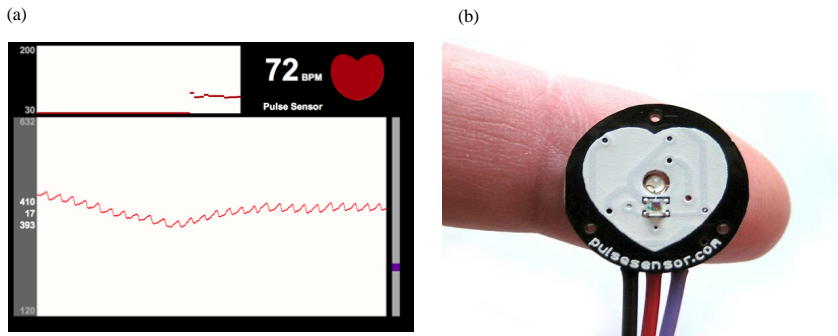 (a)
200
30
72 BPM
Pulse Sensor
632
410
17
393
120
(b)
pulsesensor.com